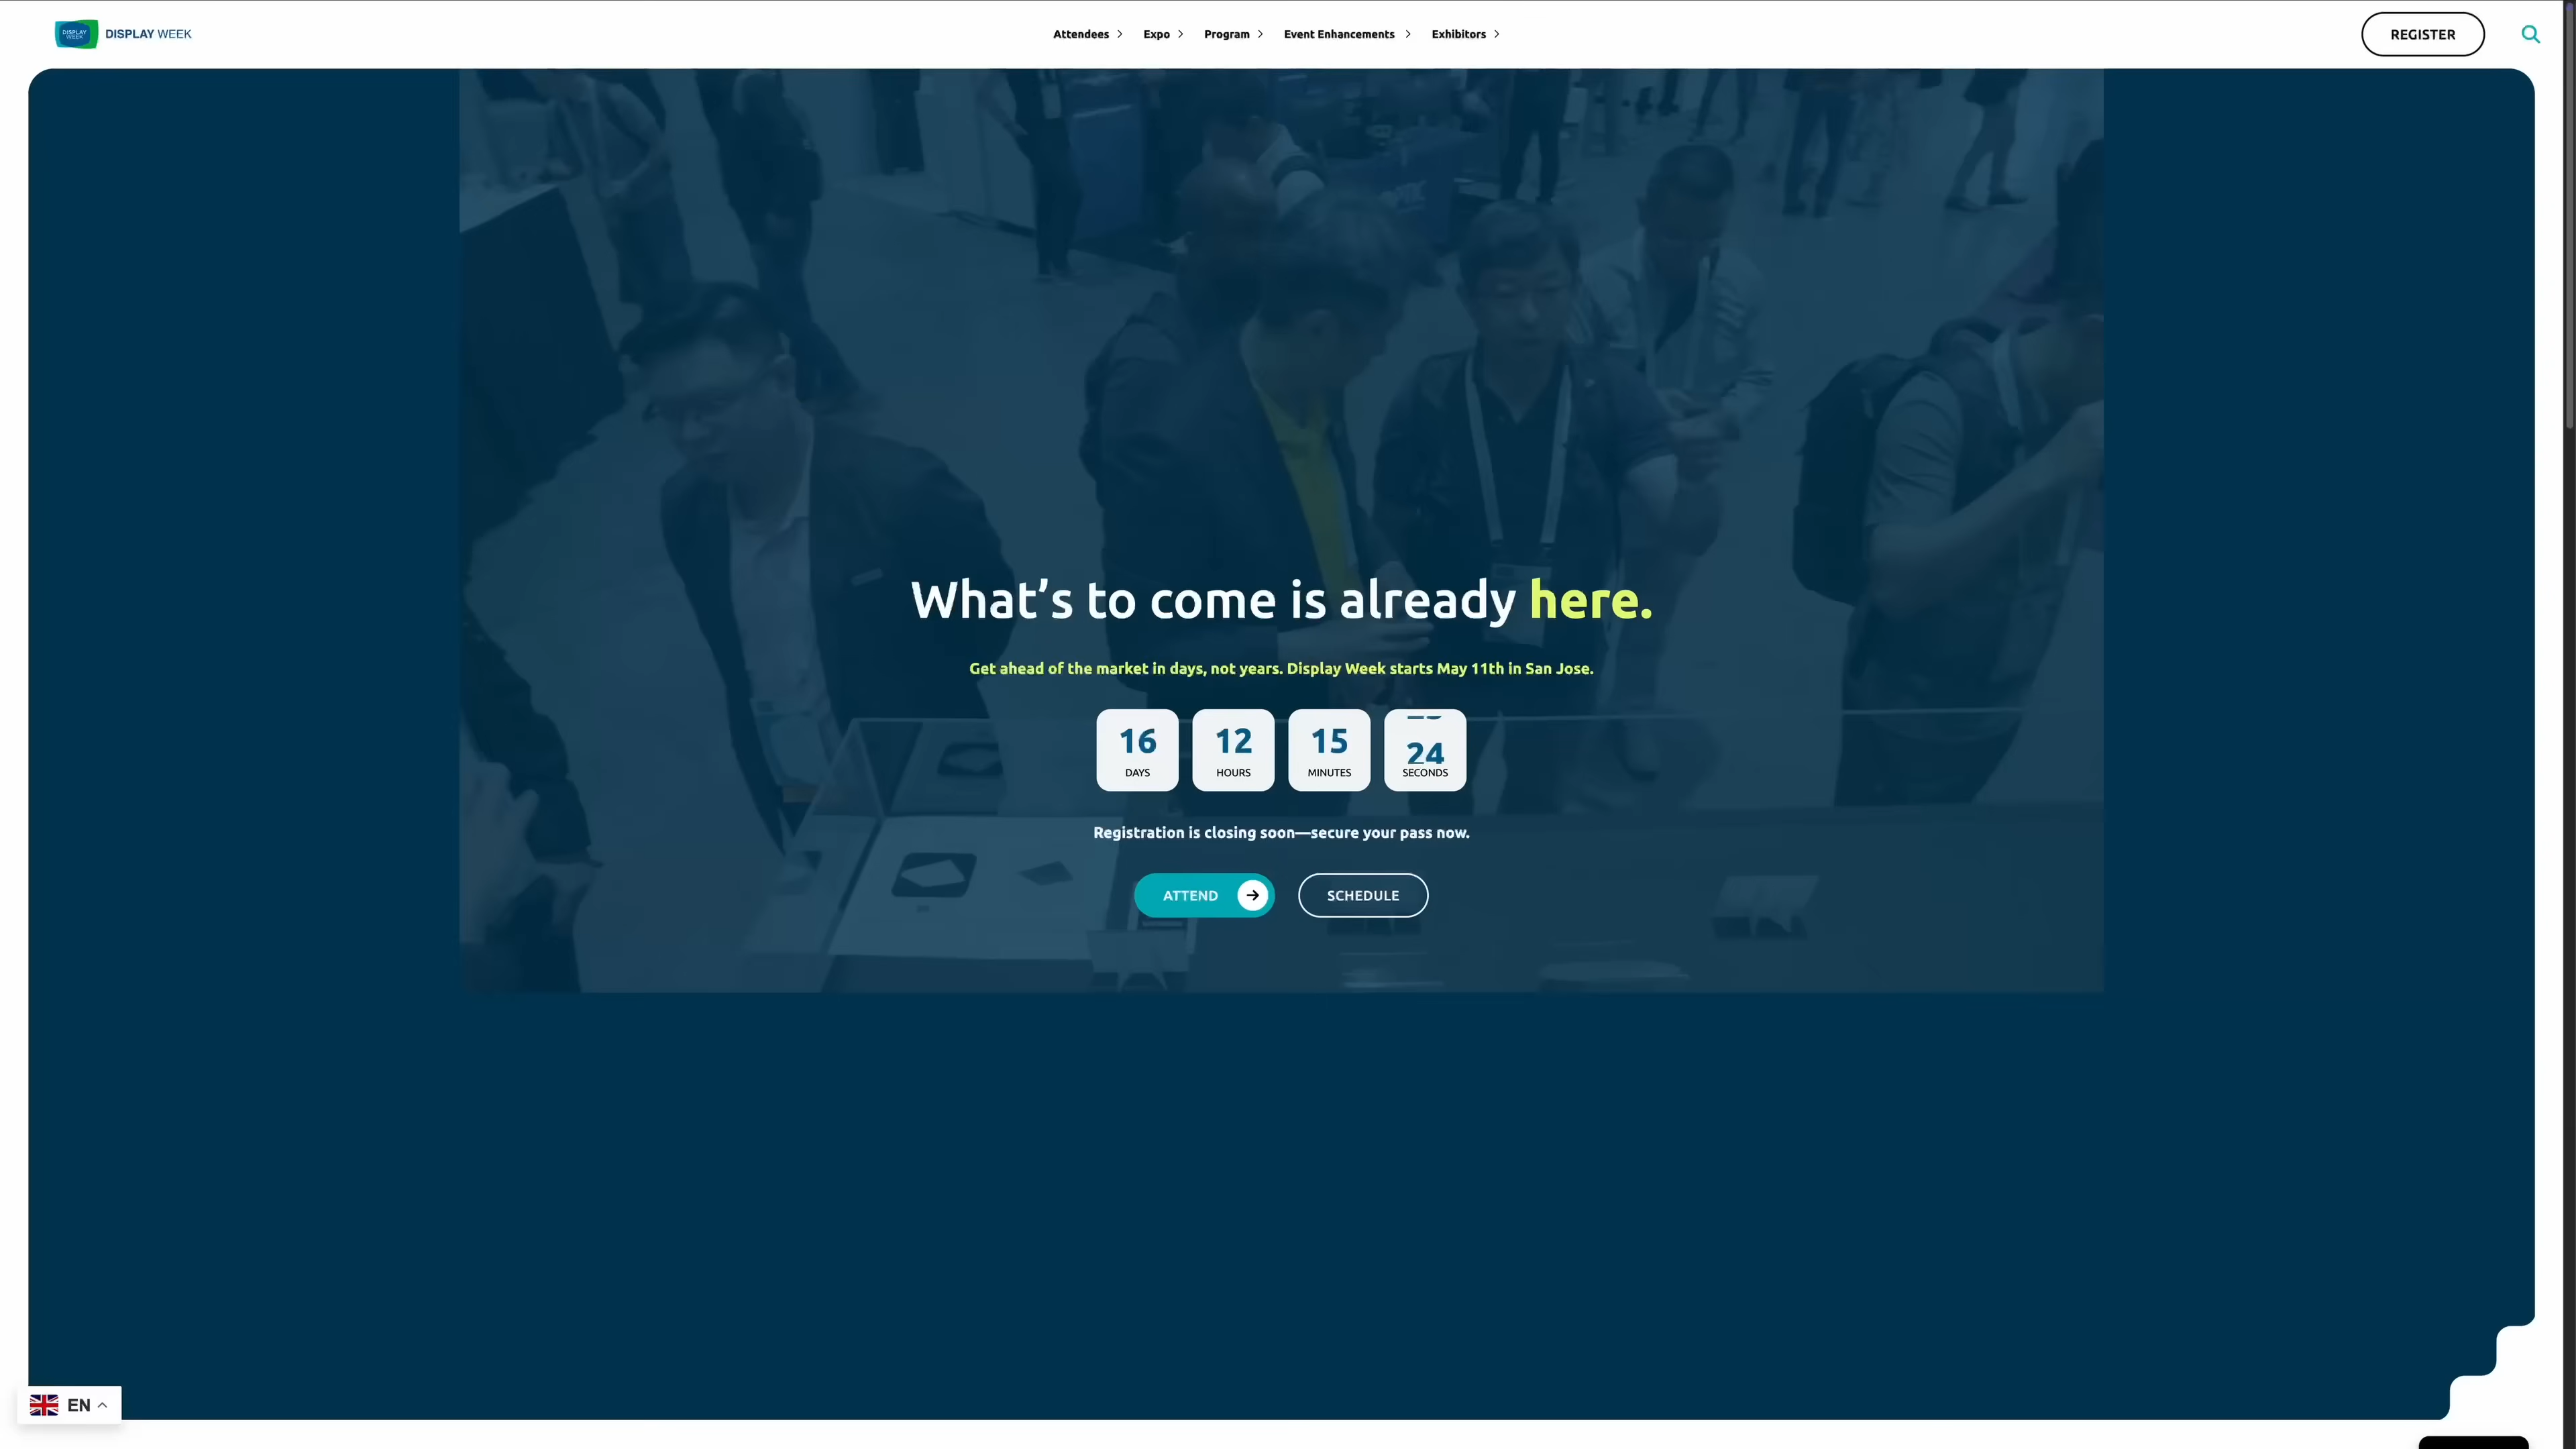 DISPLAY WEEK
DISPLAY WEEK
Attendees
Expo
Program
Event Enhancements
Exhibitors
REGISTER
What's to come is already here.
Get ahead of the market in days, not years. Display Week starts May 11th in San Jose.
16
DAYS
12
HOURS
15
MINUTES
24
SECONDS
Registration is closing soon—secure your pass now.
ATTEND
SCHEDULE
EN